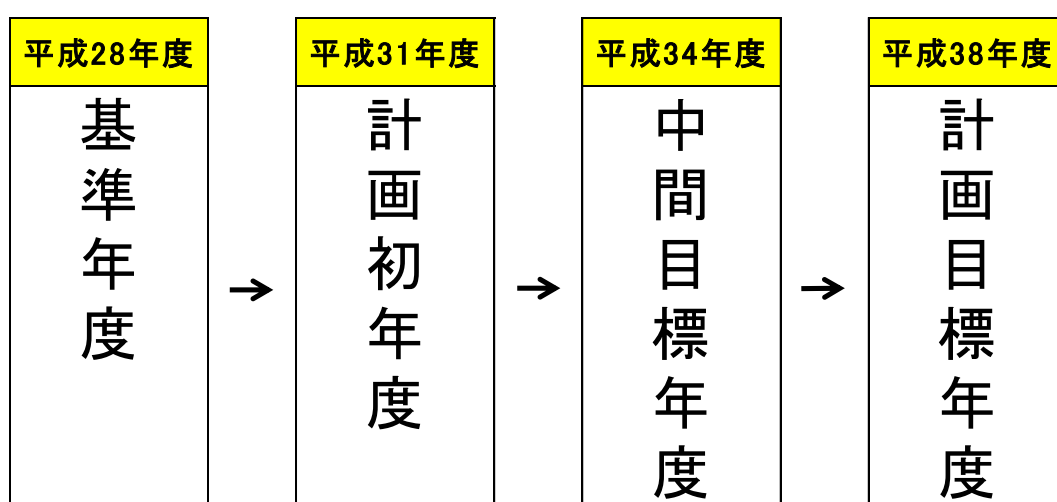 平成28年度
基準年度
→
平成31年度
計画初年度
→
平成34年度
中間目標年度
→
平成38年度
計画目標年度